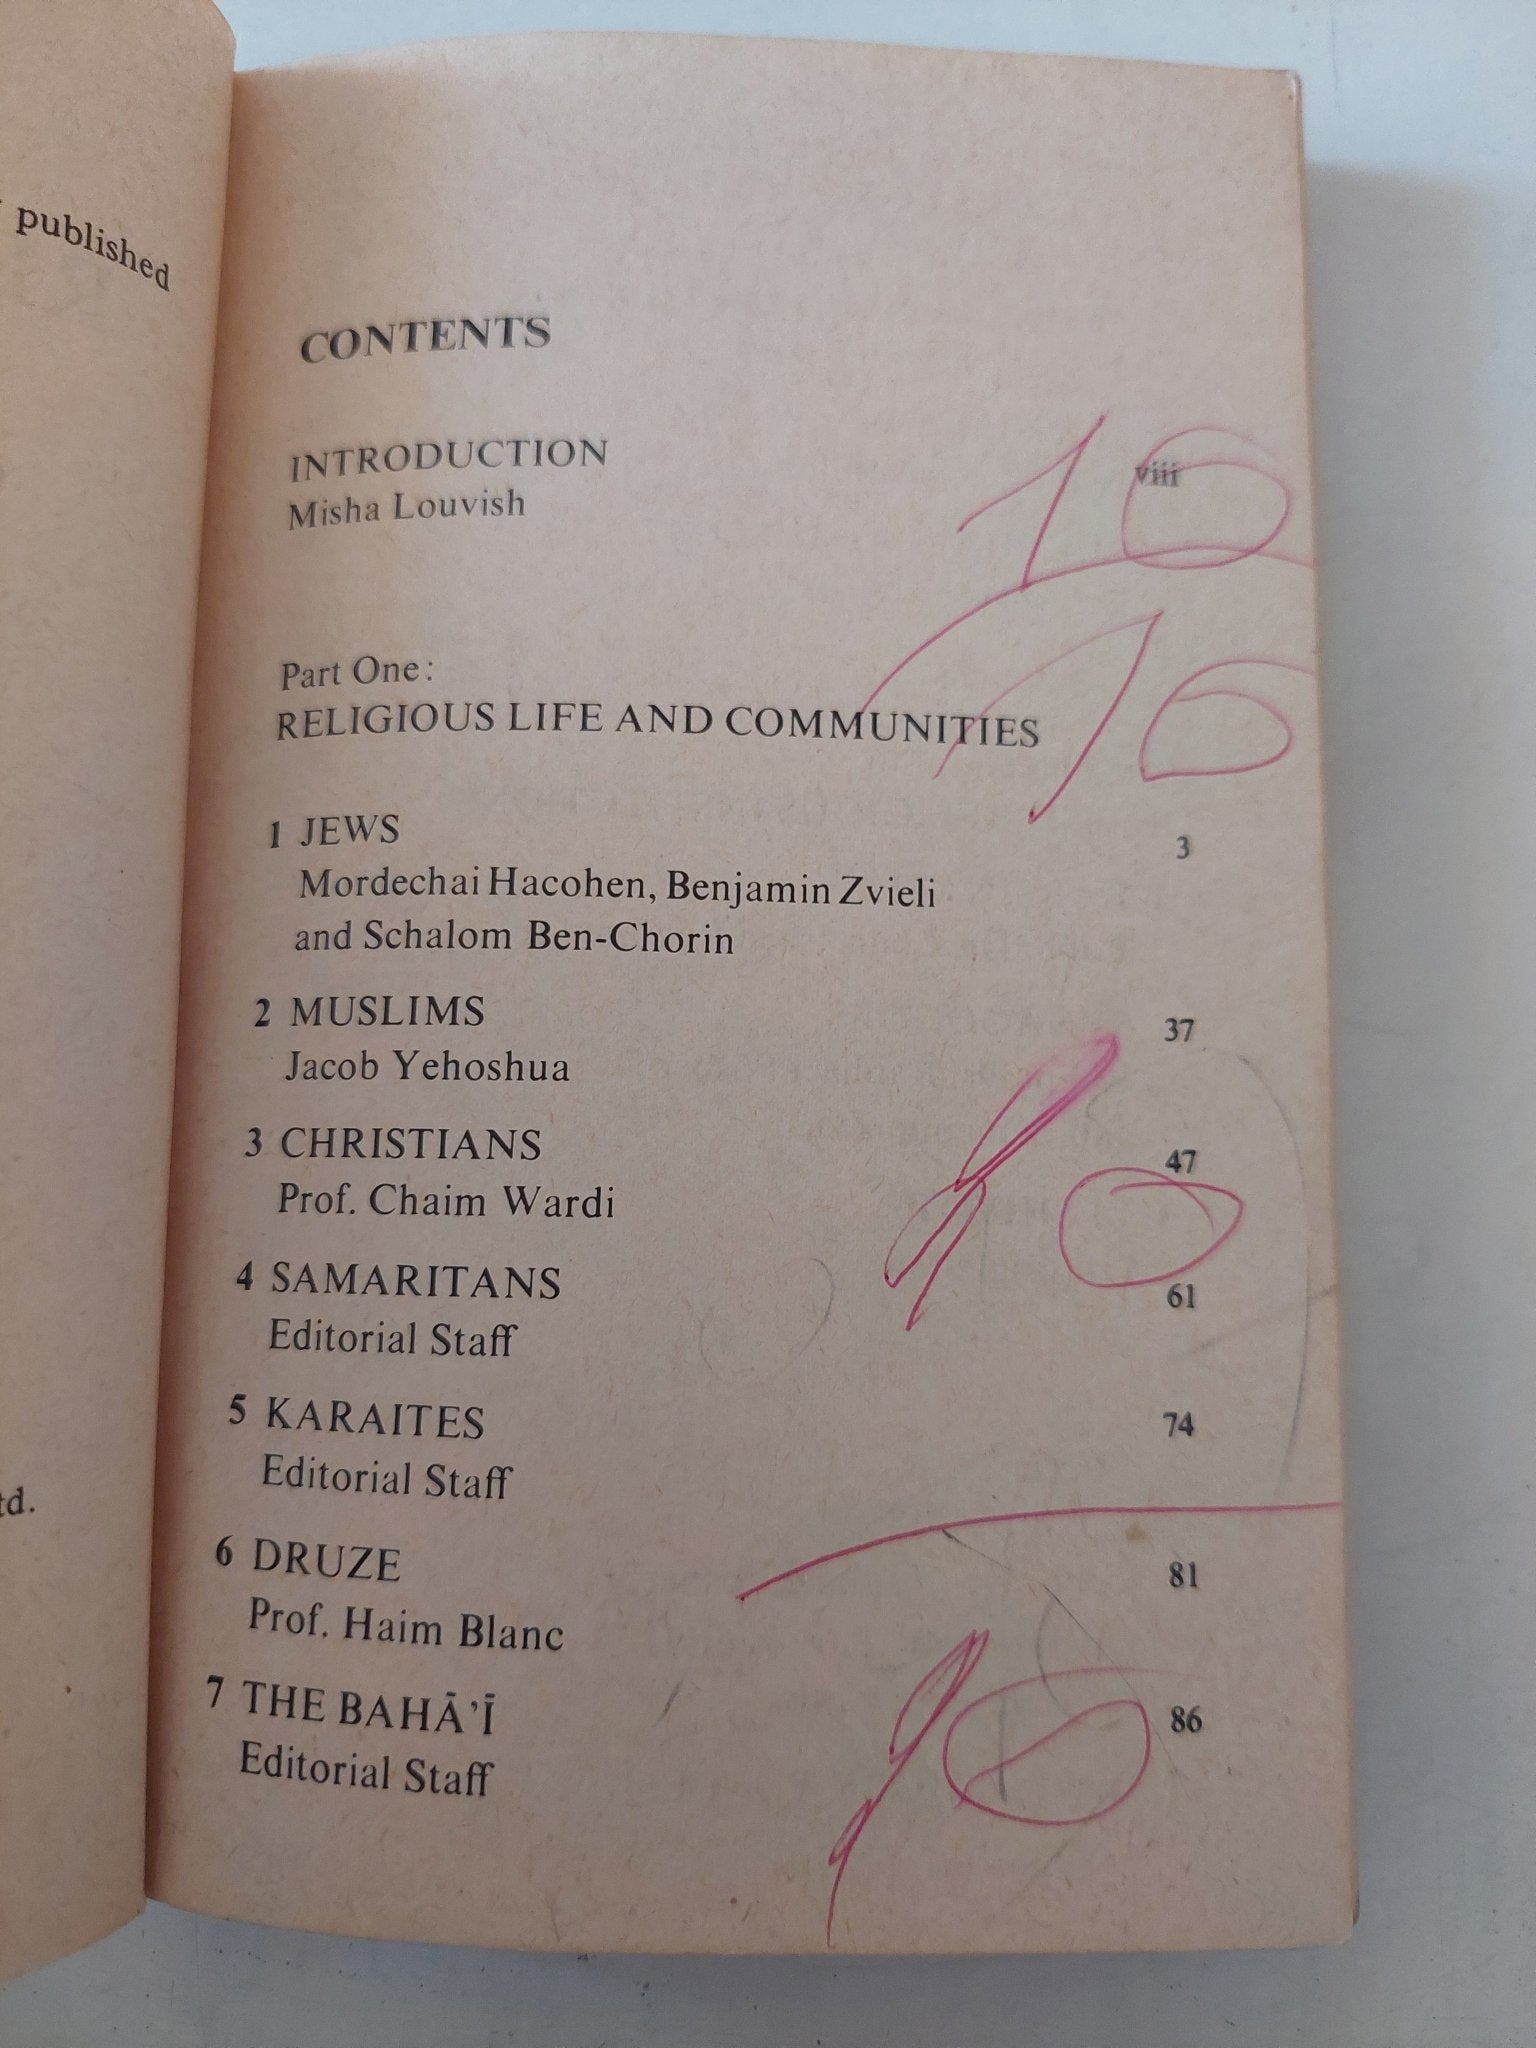 published
td.
CONTENTS
INTRODUCTION viii
Misha Louvish
Part One:
RELIGIOUS LIFE AND COMMUNITIES
1 JEWS 3
Mordechai Hacohen, Benjamin Zvieli
and Schalom Ben-Chorin
2 MUSLIMS 37
Jacob Yehoshua
3 CHRISTIANS 47
Prof. Chaim Wardi
4 SAMARITANS 61
Editorial Staff
5 KARAITES 74
Editorial Staff
6 DRUZE 81
Prof. Haim Blanc
7 THE BAHĀ'Ī 86
Editorial Staff
10
10